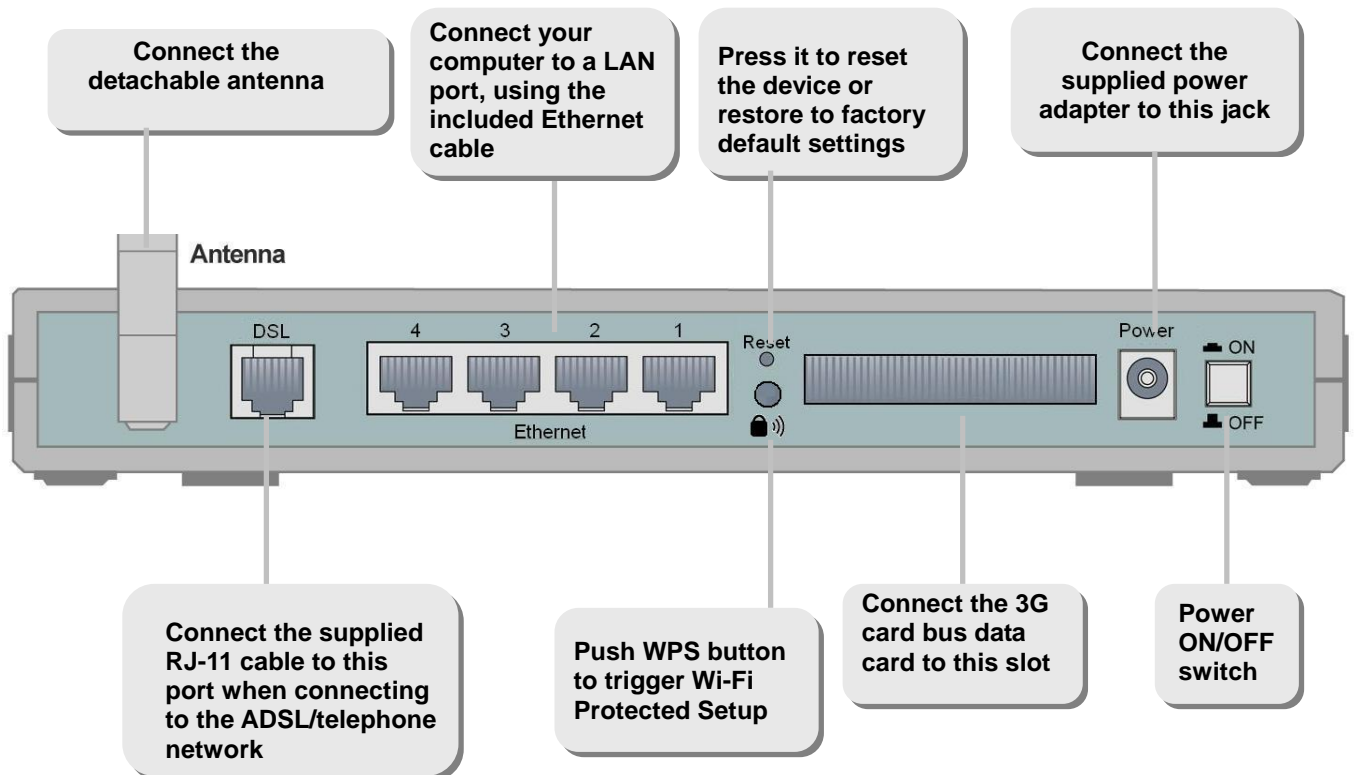 Connect the
detachable antenna
Connect your
computer to a LAN
port, using the
included Ethernet
cable
Press it to reset
the device or
restore to factory
default settings
Connect the
supplied power
adapter to this jack
Antenna
DSL
4 3 2 1
Ethernet
Reset
Power
ON
OFF
Connect the supplied
RJ-11 cable to this
port when connecting
to the ADSL/telephone
network
Push WPS button
to trigger Wi-Fi
Protected Setup
Connect the 3G
card bus data
card to this slot
Power
ON/OFF
switch